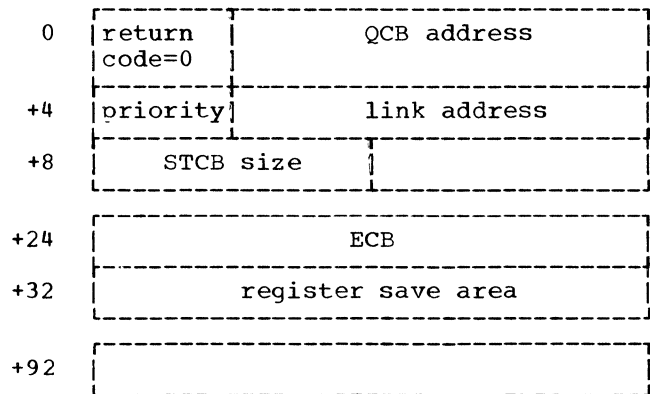 0 return QCB address
code=0
+4 priority link address
+8 STCB size
+24 ECB
+32 register save area
+92